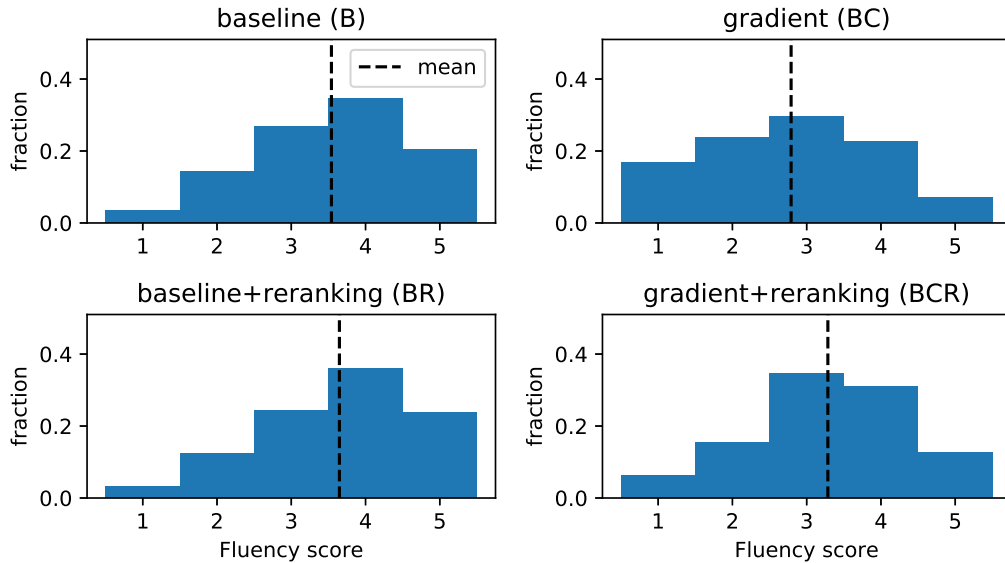 baseline (B)
gradient (BC)
fraction
0.4
0.2
0.0
mean
1 2 3 4 5
fraction
0.4
0.2
0.0
1 2 3 4 5
baseline+reranking (BR)
gradient+reranking (BCR)
fraction
0.4
0.2
0.0
1 2 3 4 5
Fluency score
fraction
0.4
0.2
0.0
1 2 3 4 5
Fluency score